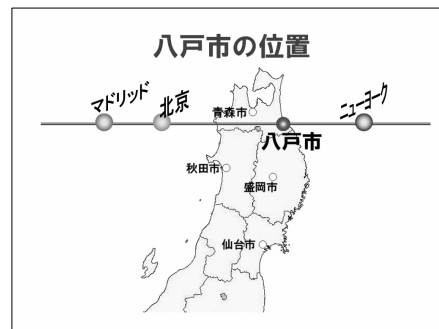 八戸市の位置
マドリッド
北京
ニューヨーク
青森市
八戸市
秋田市
盛岡市
仙台市